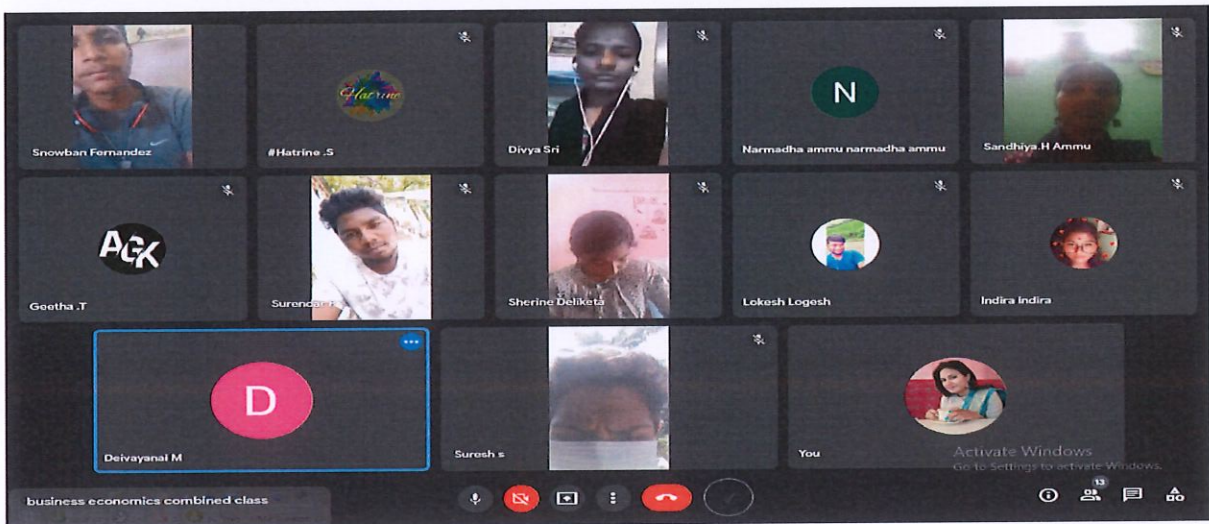 Snowban Fernandez
Hatrine
#Hatrine .S
Divya Sri
N
Narmadha ammu narmadha ammu
Sandhiya.H Ammu
AGK
Geetha .T
Sherine Deliketa
Lokesh Logesh
Indira indira
D
Deivayanai M
Suresh s
You
Activate Windows
Go to Settings to activate Windows.
business economics combined class
13